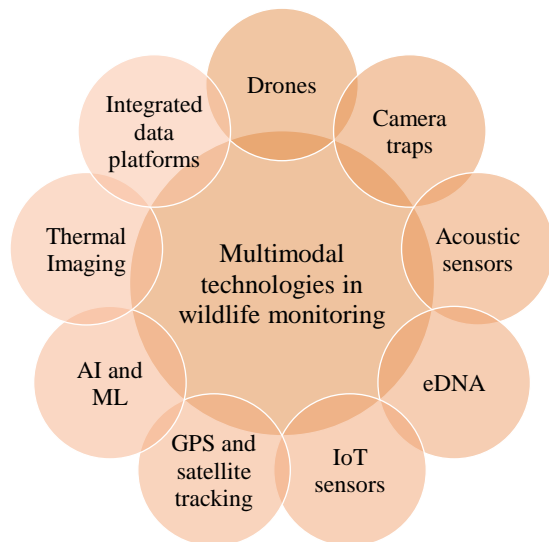 Drones
Camera
traps
Acoustic
sensors
eDNA
IoT
sensors
GPS and
satellite
tracking
AI and
ML
Thermal
Imaging
Integrated
data
platforms
Multimodal
technologies in
wildlife monitoring